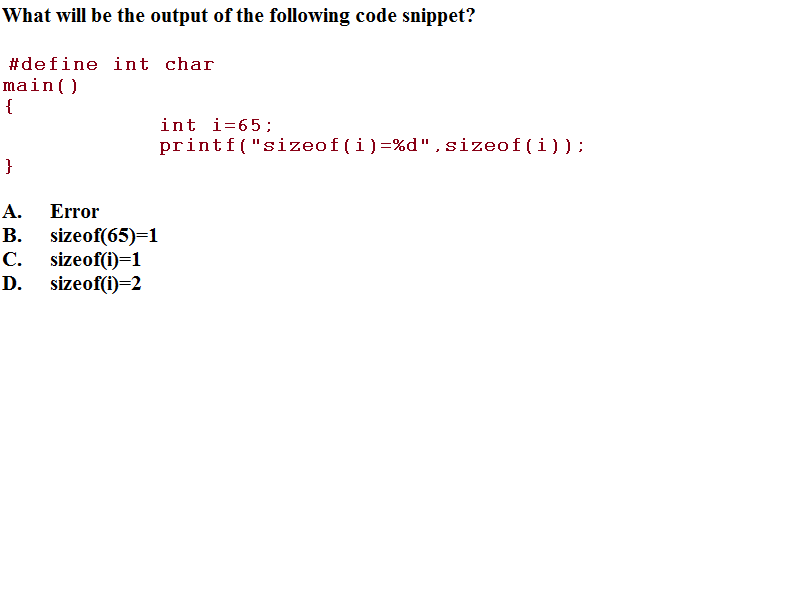 What will be the output of the following code snippet?
#define int char
main()
{
int i=65;
printf("sizeof(i)=%d",sizeof(i));
}
A. Error
B. sizeof(65)=1
C. sizeof(i)=1
D. sizeof(i)=2